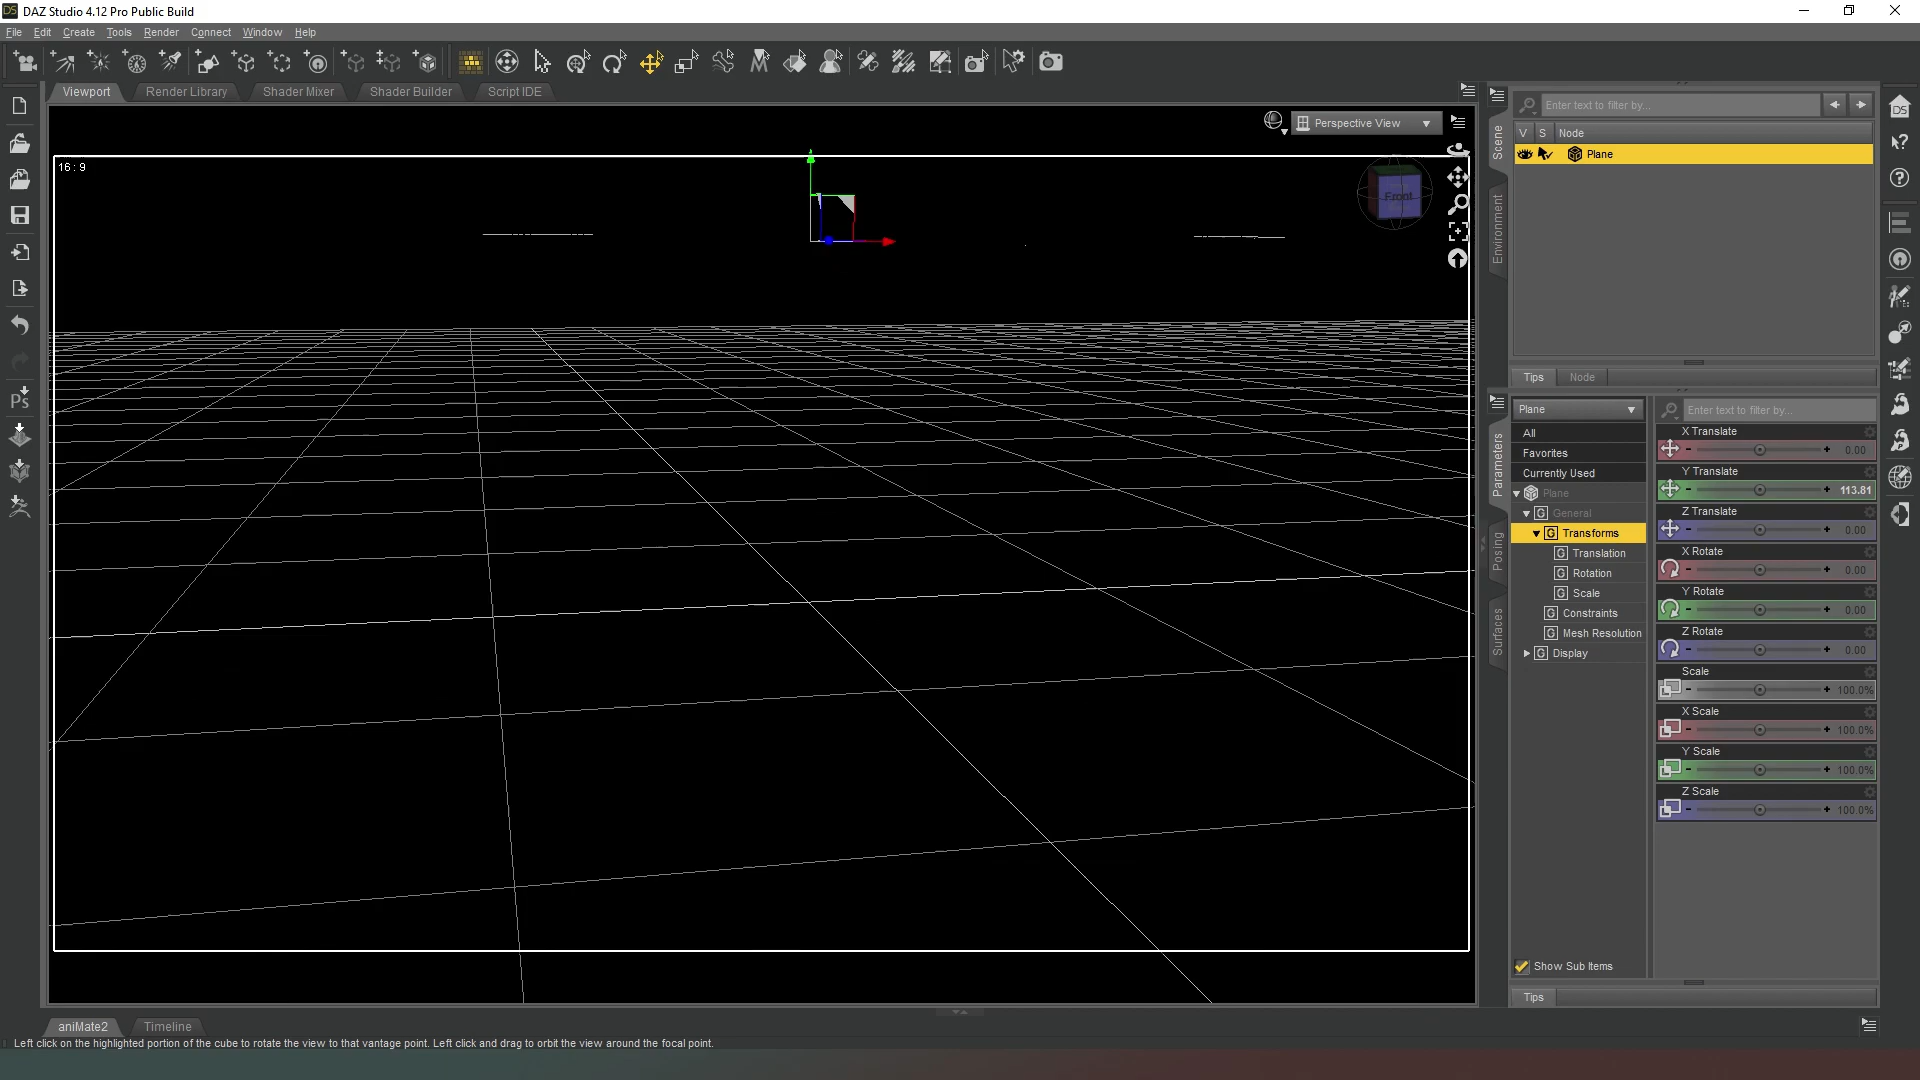 DAZ Studio 4.12 Pro Public Build
File Edit Create Tools Render Connect Window Help
Viewport Render Library Shader Mixer Shader Builder Script IDE
Perspective View
16 : 9
Front
Enter text to filter by...
V S Node
Plane
Scene
Environment
Tips Node
Plane
Enter text to filter by...
All
Favorites
Currently Used
Plane
General
Transforms
Translation
Rotation
Scale
Constraints
Mesh Resolution
Display
Show Sub Items
Parameters
Posing
Surfaces
X Translate
0.00
Y Translate
113.81
Z Translate
0.00
X Rotate
0.00
Y Rotate
0.00
Z Rotate
0.00
Scale
100.0%
X Scale
100.0%
Y Scale
100.0%
Z Scale
100.0%
Tips
Ps
DS
aniMate2 Timeline
Left click on the highlighted portion of the cube to rotate the view to that vantage point. Left click and drag to orbit the view around the focal point.